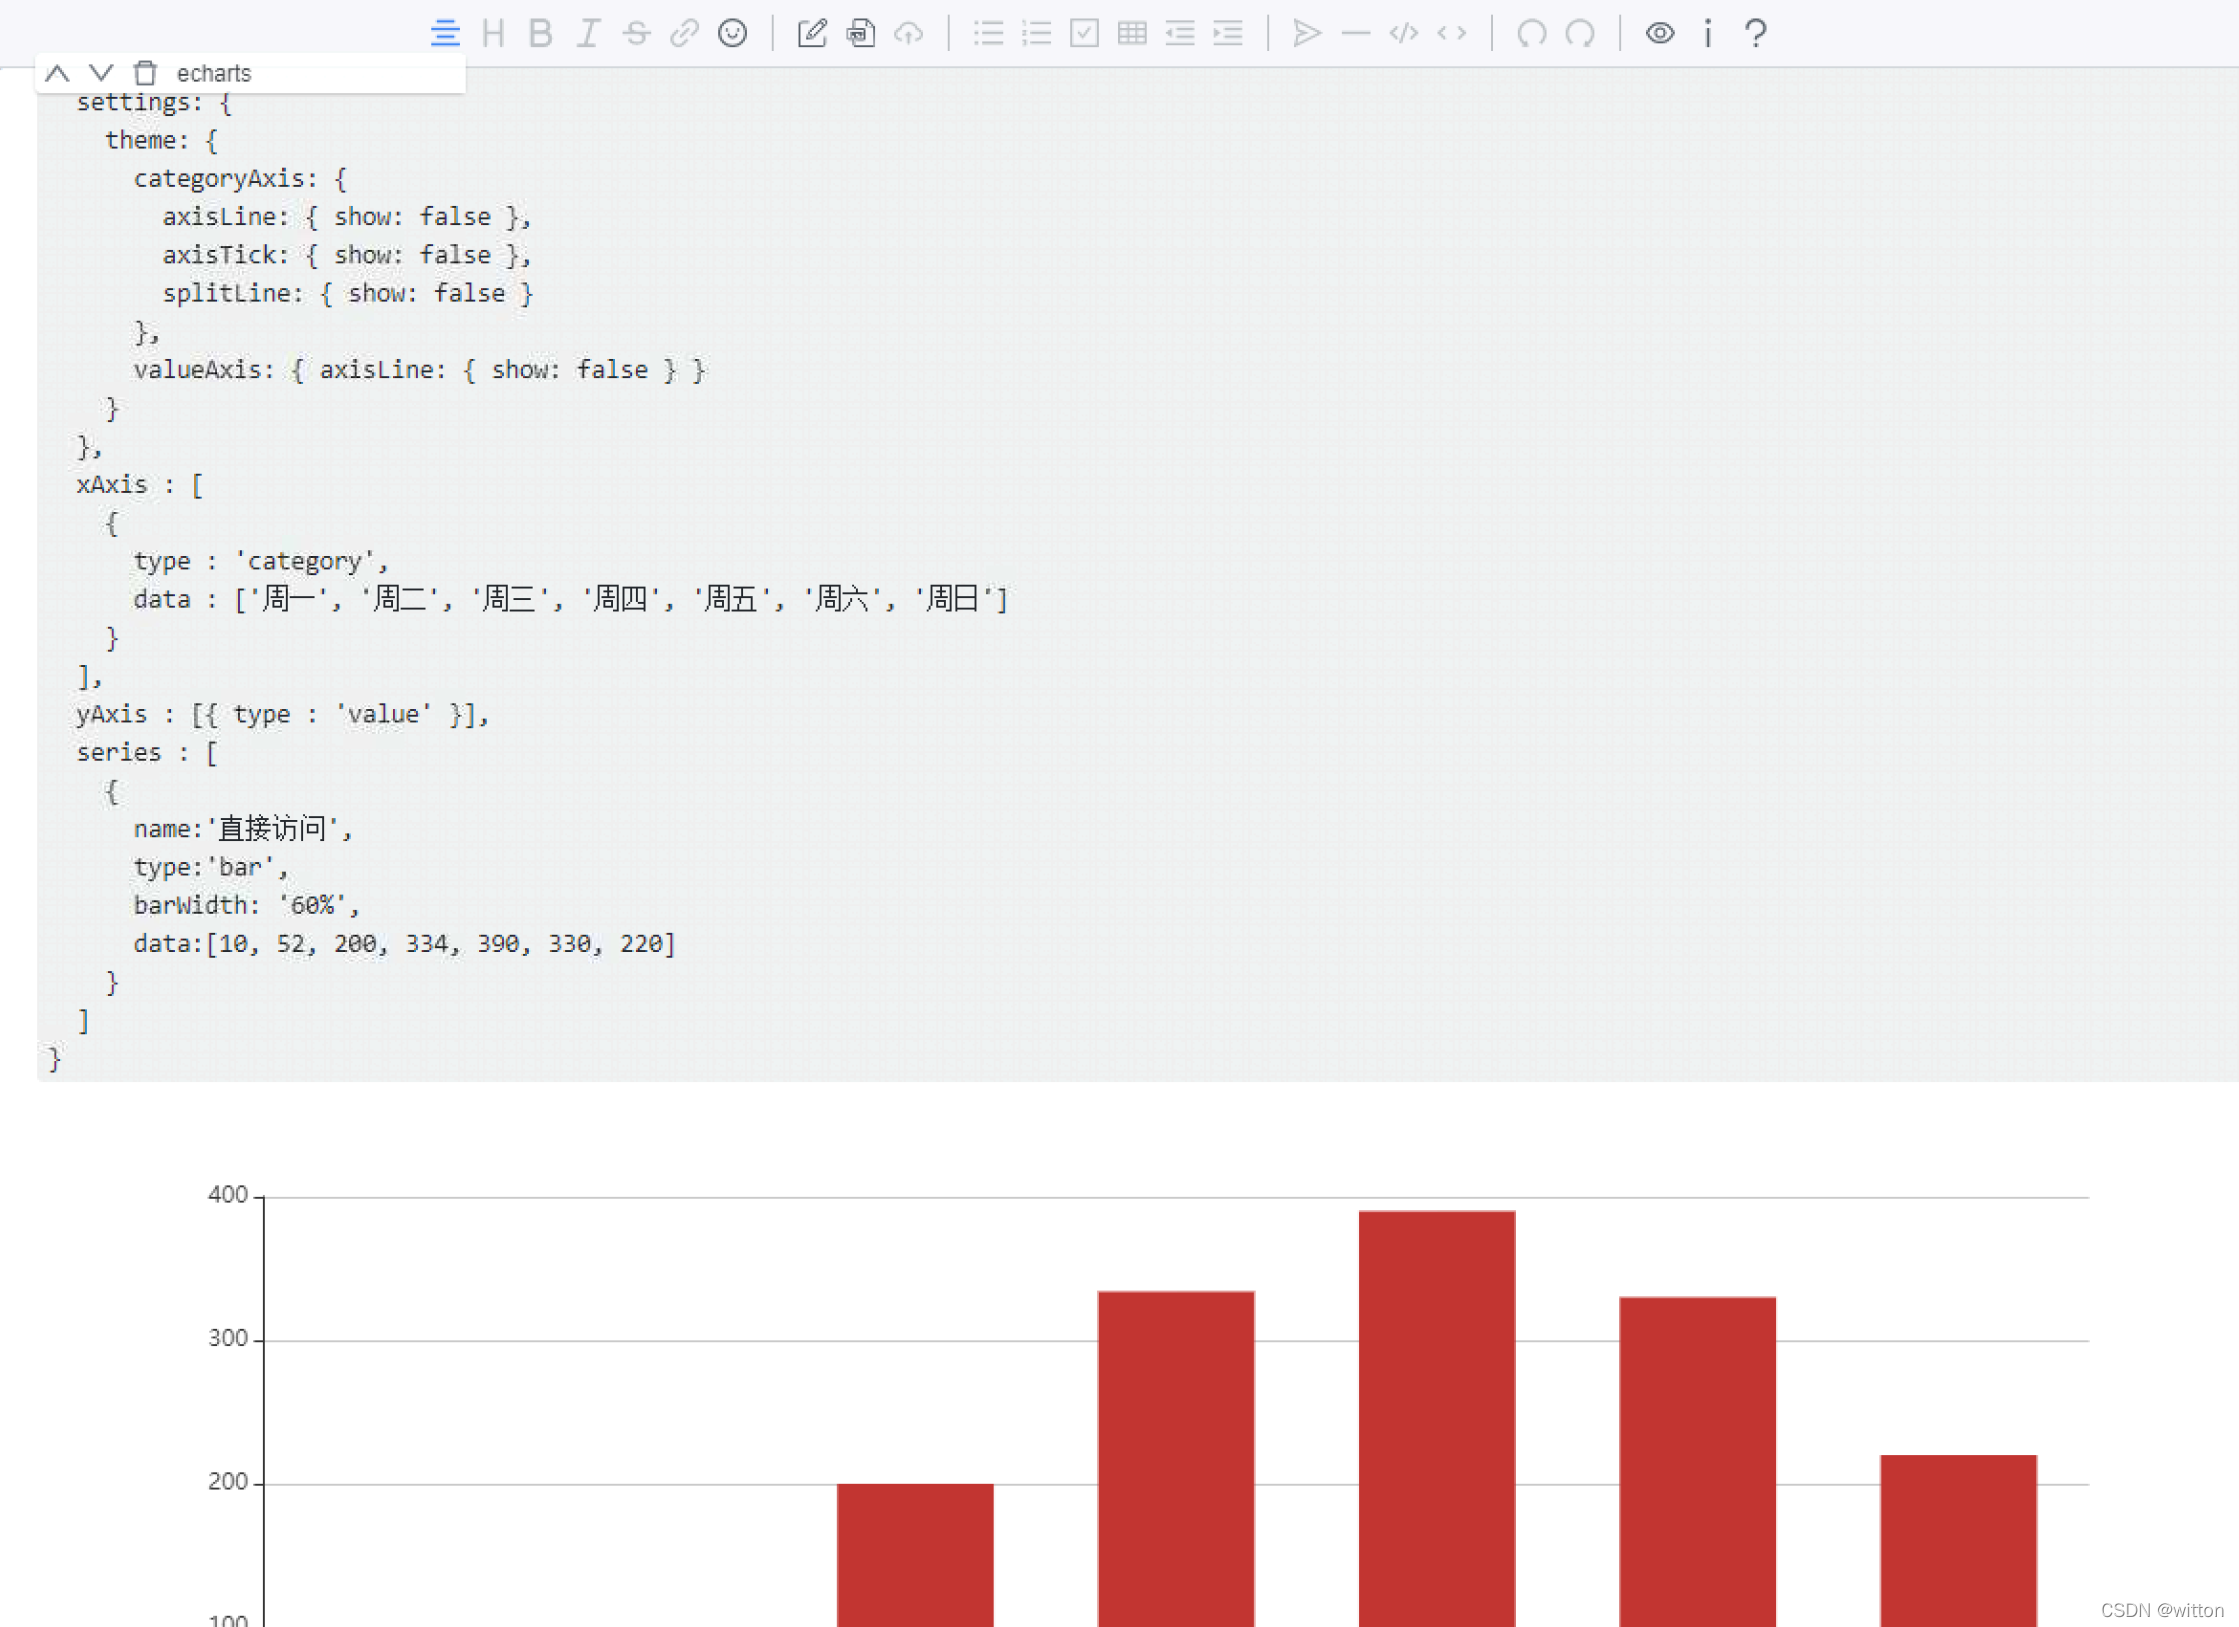 echarts
settings: {
theme: {
categoryAxis: {
axisLine: { show: false },
axisTick: { show: false },
splitLine: { show: false }
},
valueAxis: { axisLine: { show: false } }
}
},
xAxis : [
{
type : 'category',
data : ['周一', '周二', '周三', '周四', '周五', '周六', '周日']
}
],
yAxis : [{ type : 'value' }],
series : [
{
name:'直接访问',
type:'bar',
barWidth: '60%',
data:[10, 52, 200, 334, 390, 330, 220]
}
]
}
400
300
200
100
CSDN @witton